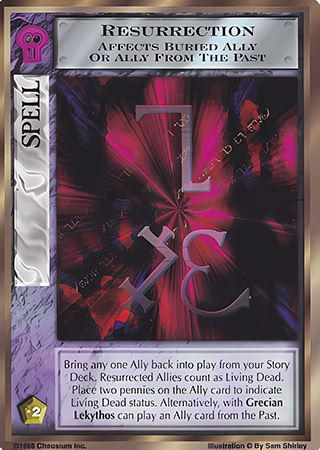 RESURRECTION
AFFECTS BURIED ALLY
OR ALLY FROM THE PAST
SPELL
Bring any one Ally back into play from your Story
Deck. Resurrected Allies count as Living Dead.
Place two pennies on the Ally card to indicate
Living Dead status. Alternatively, with Grecian
Lekythos can play an Ally card from the Past.
-2
©1998 Chaosium Inc.
Illustration © By Sam Shirley